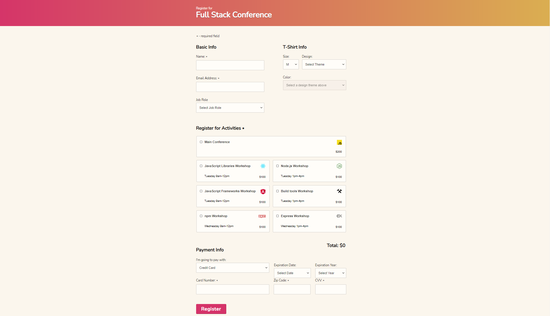 Register for
Full Stack Conference
* - required field
Basic Info
Name *
Email Address *
Job Role
Select Job Role
T-Shirt Info
Size
Design
M
Select Theme
Color
Select a design theme above
Register for Activities *
Main Conference
$200
JavaScript Libraries Workshop
Tuesday 9am-12pm
$100
Node.js Workshop
Tuesday 1pm-4pm
$100
JavaScript Frameworks Workshop
Tuesday 9am-12pm
$100
Build tools Workshop
Tuesday 1pm-4pm
$100
npm Workshop
Wednesday 9am-12pm
$100
Express Workshop
Wednesday 1pm-4pm
$100
Total: $0
Payment Info
I'm going to pay with:
Credit Card
Expiration Date:
Select Date
Expiration Year:
Select Year
Card Number *
Zip Code *
CVV *
Register